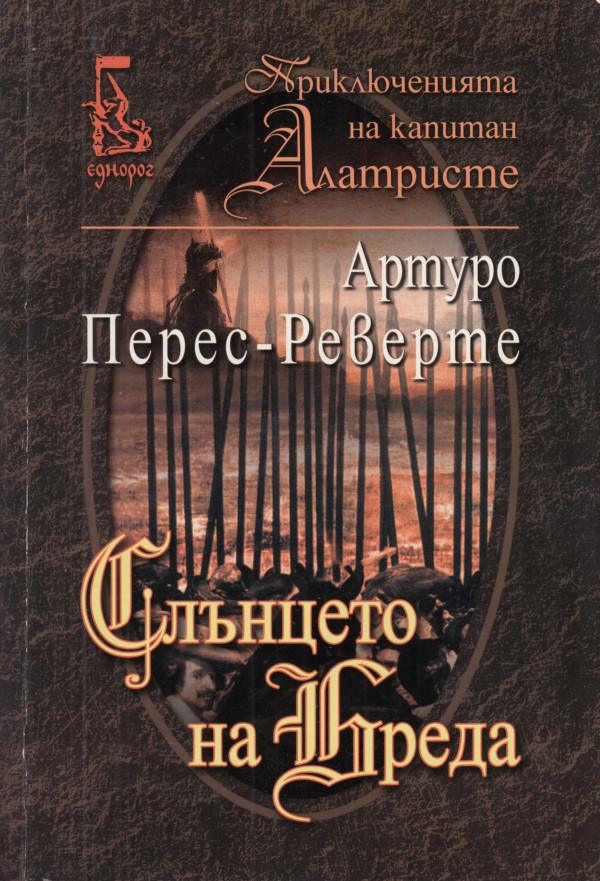 Еднорог
Приключенията
на капитан
Алатристе
Артуро
Перес-Реверте
Слънцето
на Бреда